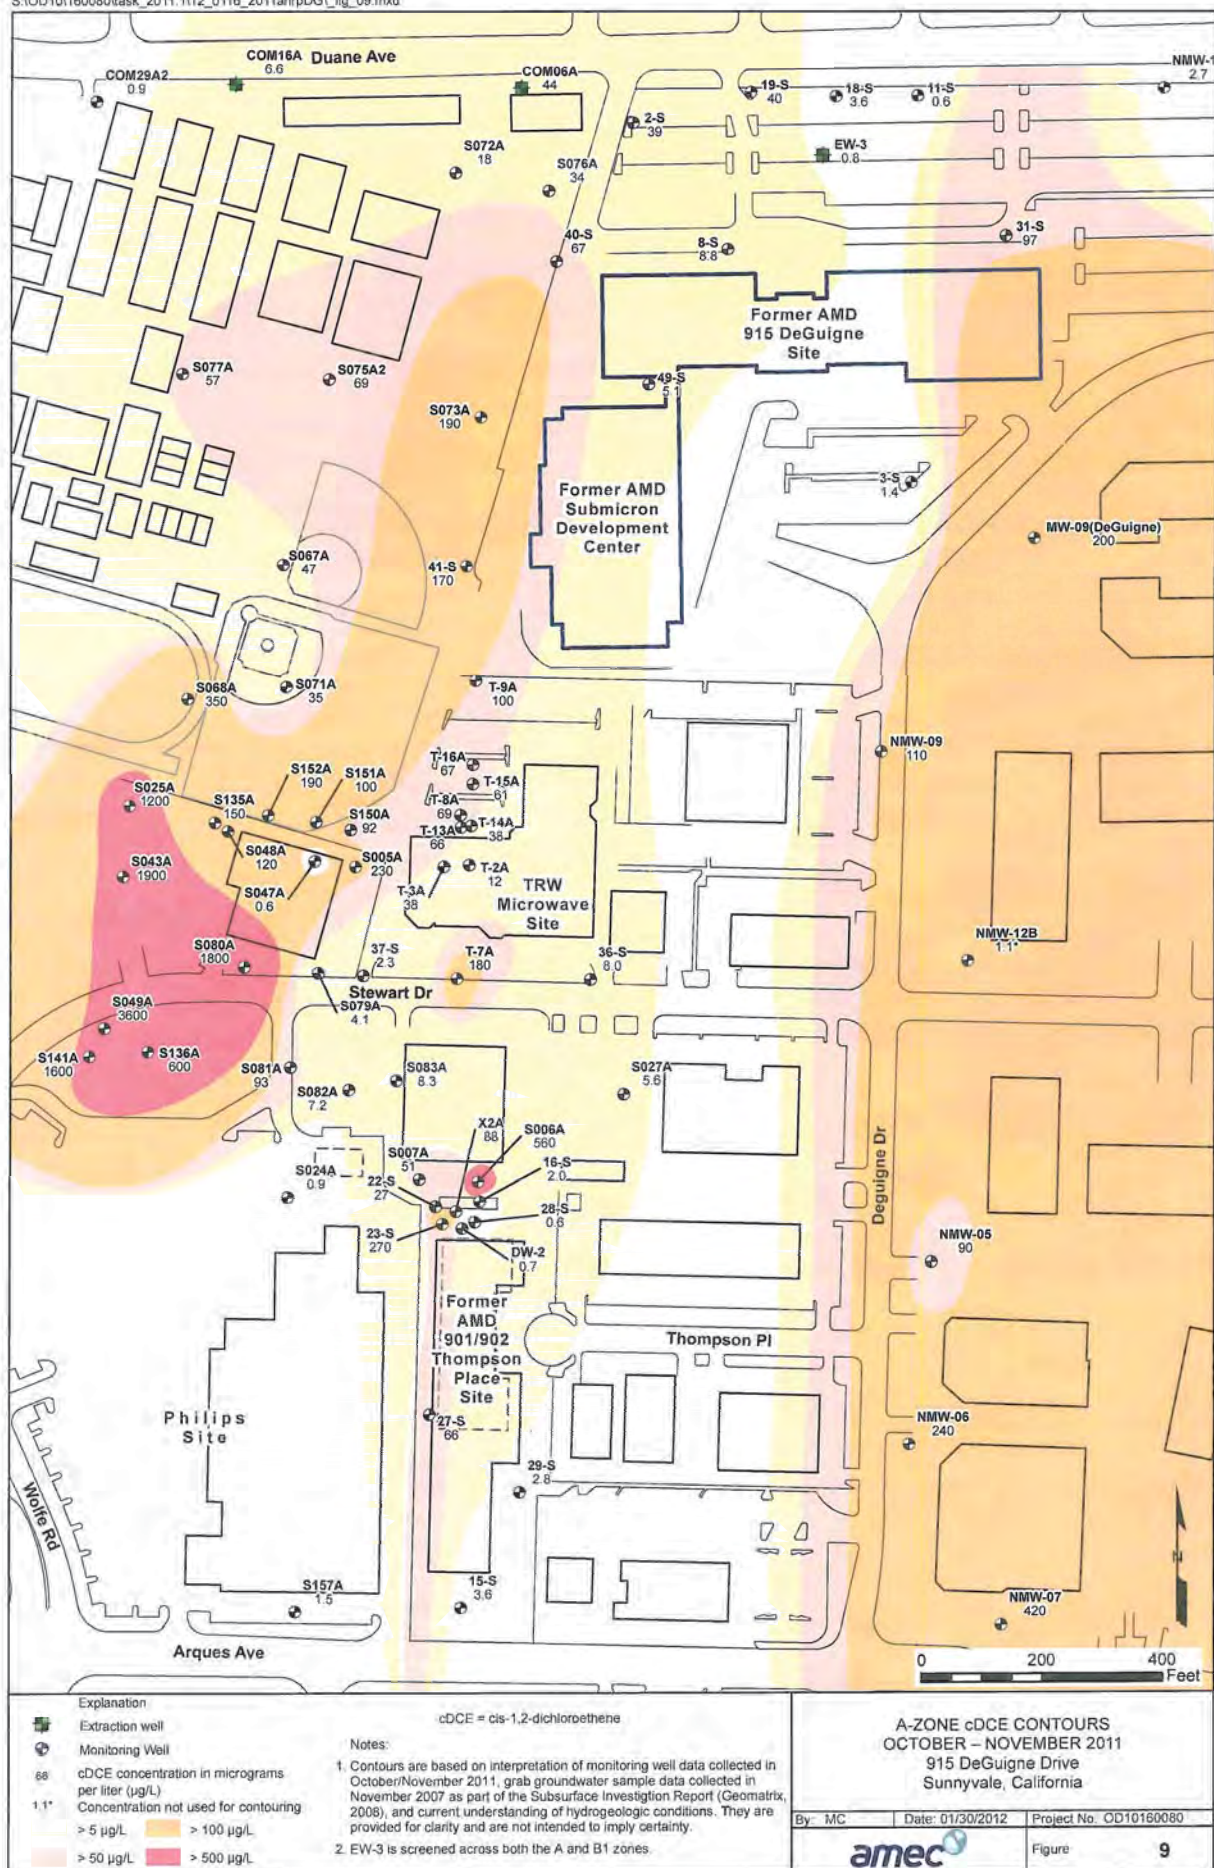 COM16A
6.6
Duane Ave
COM29A2
0.9
COM06A
44
19-S
40
18-S
3.6
11-S
0.6
NMW-1
2.7
2-S
39
EW-3
0.8
S072A
18
S076A
34
40-S
67
8-S
8.8
31-S
97
Former AMD
915 DeGuigne
Site
S077A
57
S075A2
69
49-S
5.1
S073A
190
Former AMD
Submicron
Development
Center
3-S
1.4
MW-09(DeGuigne)
200
S067A
47
41-S
170
S068A
350
S071A
35
T-9A
100
NMW-09
110
T-16A
67
T-15A
61
T-8A
69
T-14A
38
T-13A
66
T-2A
12
T-3A
38
TRW
Microwave
Site
S152A
190
S151A
100
S025A
1200
S135A
150
S150A
92
S048A
120
S043A
1900
S005A
230
S047A
0.6
S080A
1800
37-S
2.3
T-7A
180
36-S
8.0
NMW-12B
1.1*
Stewart Dr
S079A
4.1
S049A
3600
S141A
1600
S136A
600
S081A
93
S082A
7.2
S083A
8.3
S027A
5.6
X2A
88
S006A
560
S007A
51
16-S
2.0
S024A
0.9
22-S
27
28-S
0.6
23-S
270
DW-2
0.7
Deguigne Dr
NMW-05
90
Former
AMD
901/902
Thompson
Place
Site
Thompson Pl
Philips
Site
27-S
66
NMW-06
240
29-S
2.8
Wolfe Rd
S157A
1.5
15-S
3.6
NMW-07
420
N
Arques Ave
0 200 400
Feet
Explanation
Extraction well
Monitoring Well
68 cDCE concentration in micrograms
per liter (µg/L)
1.1* Concentration not used for contouring
> 5 µg/L > 100 µg/L
> 50 µg/L > 500 µg/L
cDCE = cis-1,2-dichloroethene
Notes:
1. Contours are based on interpretation of monitoring well data collected in
October/November 2011, grab groundwater sample data collected in
November 2007 as part of the Subsurface Investigtion Report (Geomatrix,
2008), and current understanding of hydrogeologic conditions. They are
provided for clarity and are not intended to imply certainty.
2. EW-3 is screened across both the A and B1 zones.
A-ZONE cDCE CONTOURS
OCTOBER – NOVEMBER 2011
915 DeGuigne Drive
Sunnyvale, California
By: MC Date: 01/30/2012 Project No. OD10160080
amec Figure 9